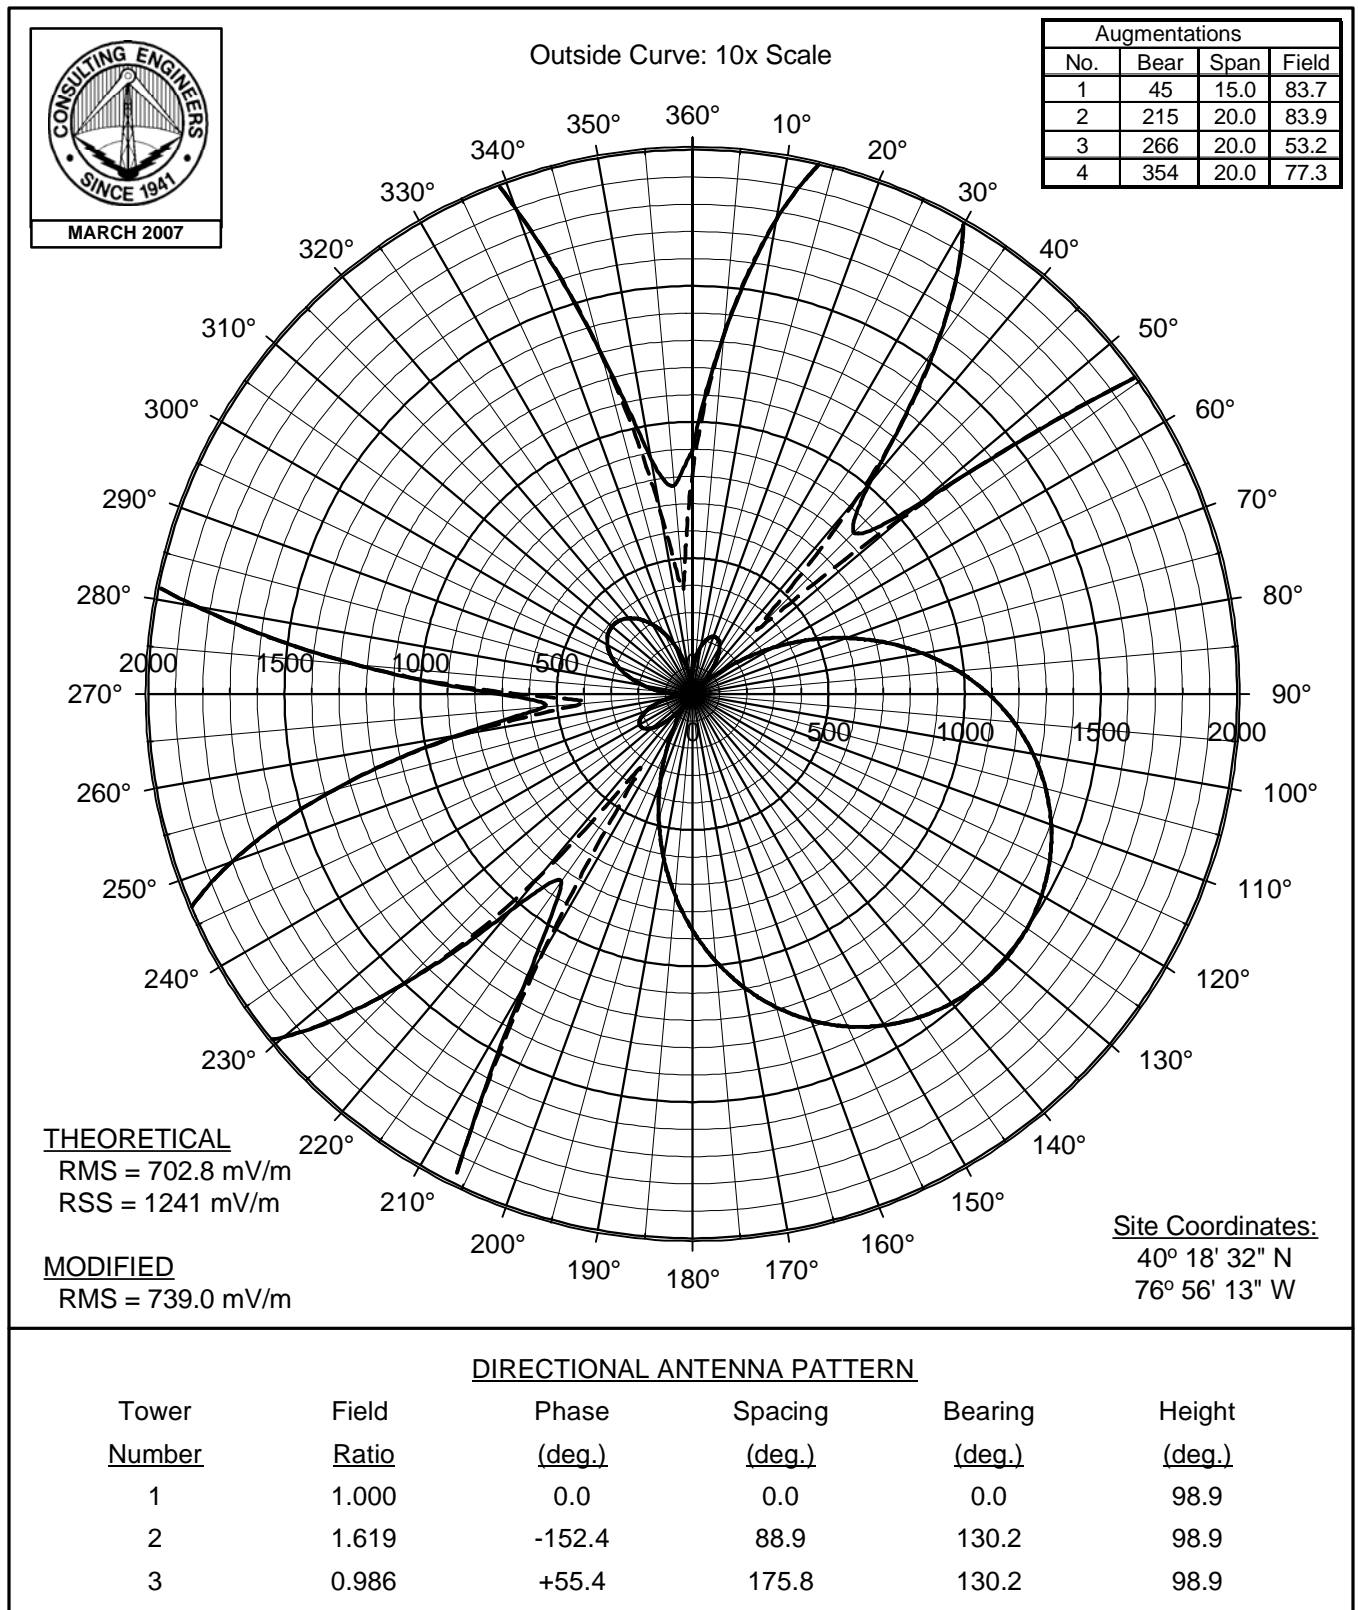 CONSULTING ENGINEERS
SINCE 1941
MARCH 2007
Outside Curve: 10x Scale
Augmentations
No. Bear Span Field
1 45 15.0 83.7
2 215 20.0 83.9
3 266 20.0 53.2
4 354 20.0 77.3
360°
10°
20°
30°
40°
50°
60°
70°
80°
90°
100°
110°
120°
130°
140°
150°
160°
170°
180°
190°
200°
210°
220°
230°
240°
250°
260°
270°
280°
290°
300°
310°
320°
330°
340°
350°
2000 1500 1000 500
0 500 1000 1500 2000
THEORETICAL
RMS = 702.8 mV/m
RSS = 1241 mV/m
MODIFIED
RMS = 739.0 mV/m
Site Coordinates:
40º 18' 32" N
76º 56' 13" W
DIRECTIONAL ANTENNA PATTERN
Tower Field Phase Spacing Bearing Height
Number Ratio (deg.) (deg.) (deg.) (deg.)
1 1.000 0.0 0.0 0.0 98.9
2 1.619 -152.4 88.9 130.2 98.9
3 0.986 +55.4 175.8 130.2 98.9